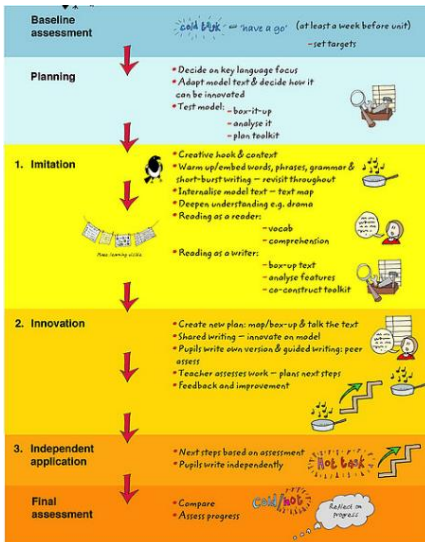 Baseline assessment
cold task – 'have a go' (at least a week before unit)
– set targets
Planning
• Decide on key language focus
• Adapt model text & decide how it
can be innovated
• Test model: – box-it-up
– analyse it
– plan toolkit
1. Imitation
• Creative hook & context
• Warm up/embed words, phrases, grammar &
short-burst writing – revisit throughout
• Internalise model text – text map
• Deepen understanding e.g. drama
• Reading as a reader:
– vocab
– comprehension
• Reading as a writer:
– box-up text
– analyse features
– co-construct toolkit
Make learning visible
2. Innovation
• Create new plan: map/box-up & talk the text
• Shared writing – innovate on model
• Pupils write own version & guided writing: peer
assess
• Teacher assesses work – plans next steps
• Feedback and improvement
3. Independent application
• Next steps based on assessment
• Pupils write independently
Hot task
Final assessment
• Compare
• Assess progress
Cold/hot
Reflect on
progress